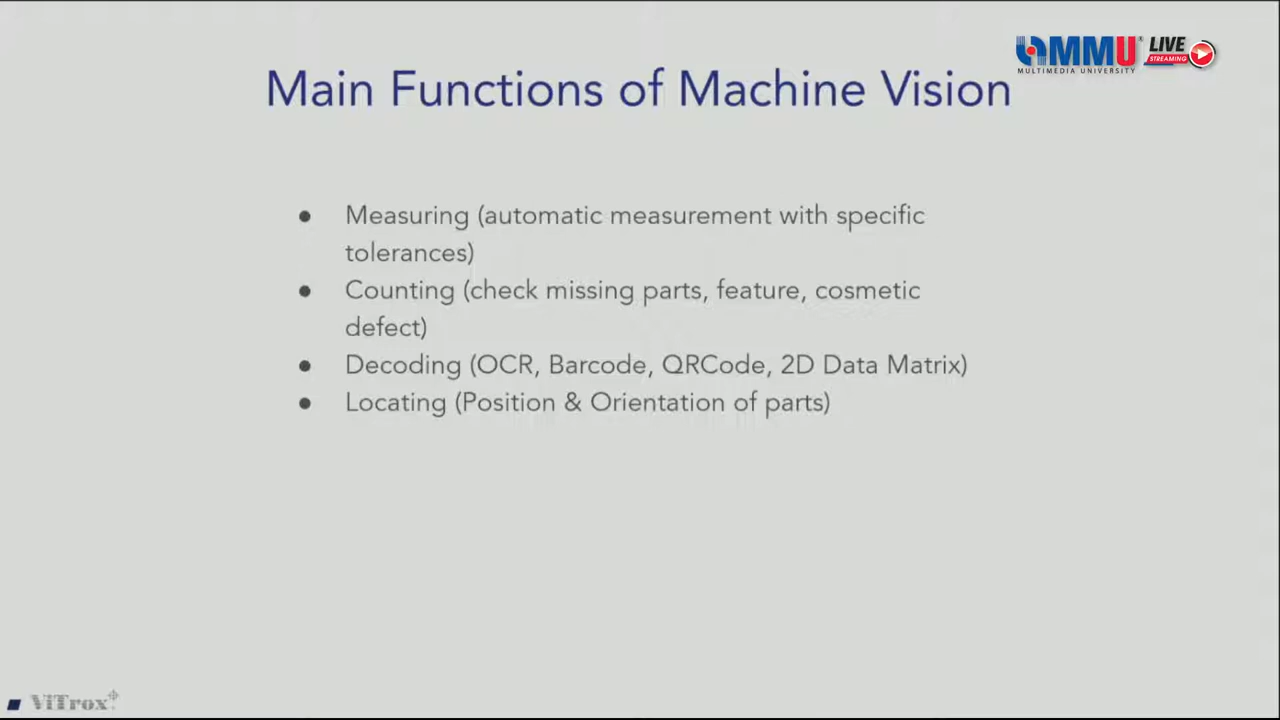 MMU
MULTIMEDIA UNIVERSITY
LIVE
STREAMING
Main Functions of Machine Vision
● Measuring (automatic measurement with specific
tolerances)
● Counting (check missing parts, feature, cosmetic
defect)
● Decoding (OCR, Barcode, QRCode, 2D Data Matrix)
● Locating (Position & Orientation of parts)
ViTrox